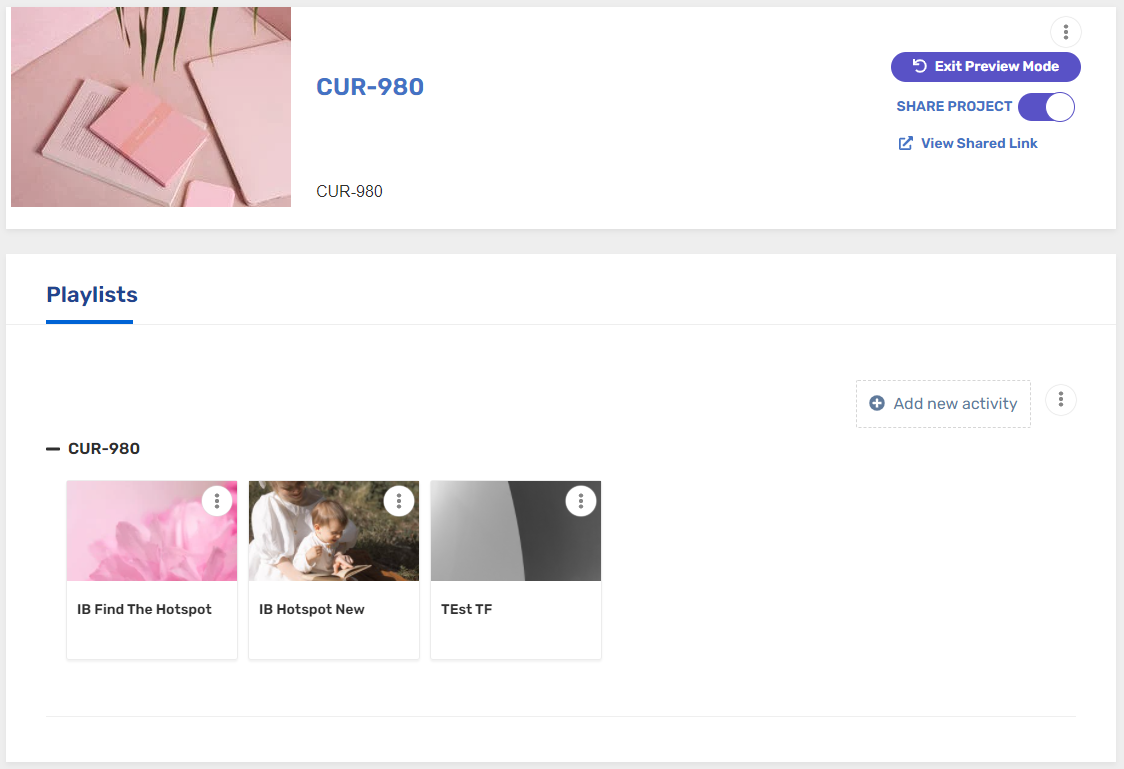 CUR-980
Exit Preview Mode
SHARE PROJECT
View Shared Link
CUR-980
Playlists
Add new activity
CUR-980
IB Find The Hotspot
IB Hotspot New
TEst TF